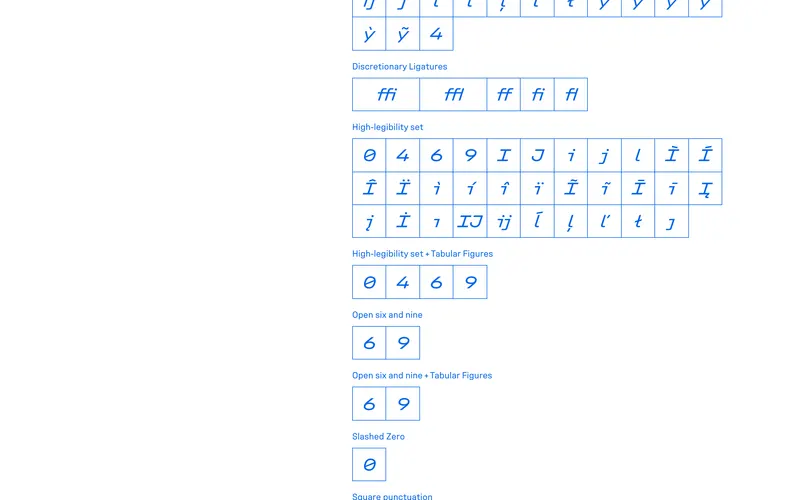 ỳ ỹ 4
Discretionary Ligatures
ffi ffl ff fi fl
High-legibility set
0 4 6 9 I J i j l Ì Í
Î Ï ì í î ï Ĩ ĩ Ī ī Į
į İ ı IJ ij ĺ ļ ľ ł ȷ
High-legibility set + Tabular Figures
0 4 6 9
Open six and nine
6 9
Open six and nine + Tabular Figures
6 9
Slashed Zero
0
Square punctuation